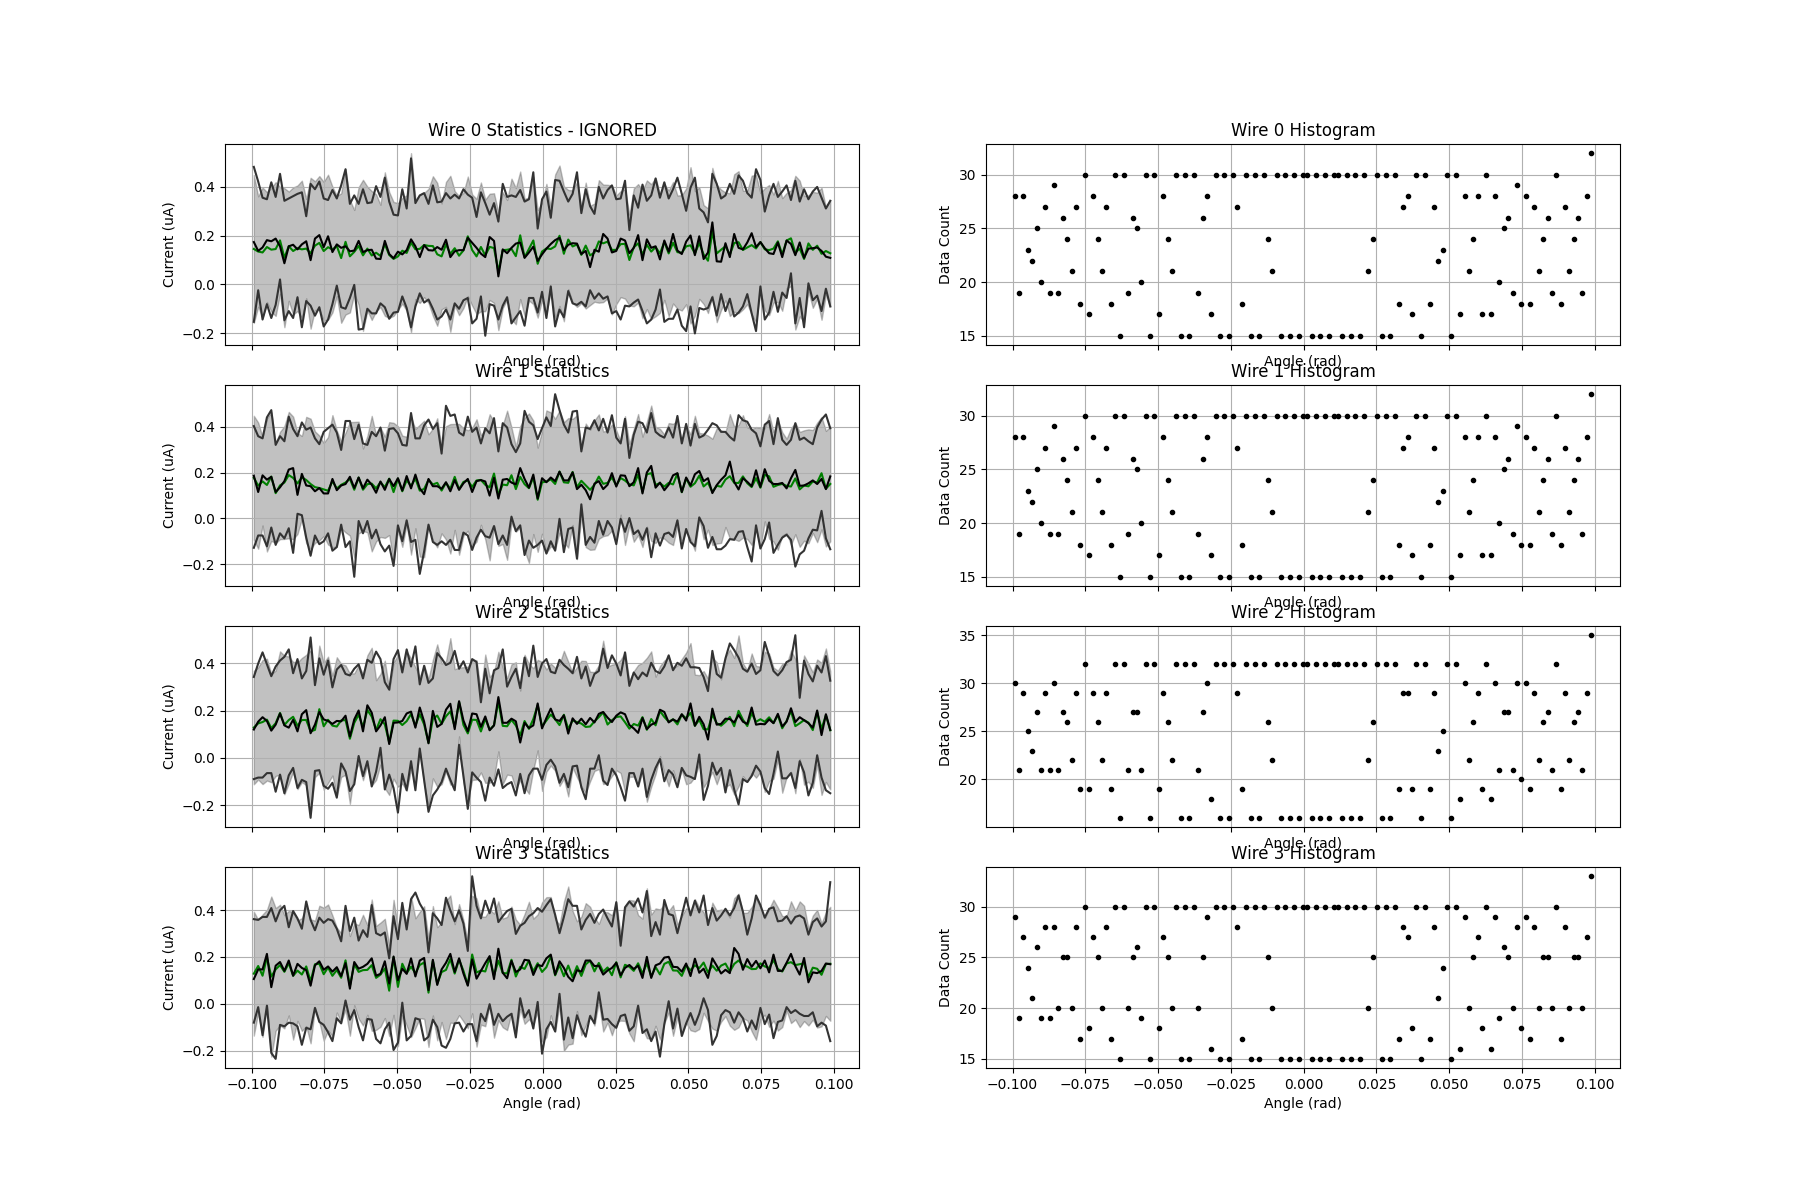 Wire 0 Statistics - IGNORED
Current (uA)
0.4
0.2
0.0
−0.2
Angle (rad)
Wire 0 Histogram
Data Count
30
25
20
15
Angle (rad)
Wire 1 Statistics
Current (uA)
0.4
0.2
0.0
−0.2
Angle (rad)
Wire 1 Histogram
Data Count
30
25
20
15
Angle (rad)
Wire 2 Statistics
Current (uA)
0.4
0.2
0.0
−0.2
Angle (rad)
Wire 2 Histogram
Data Count
35
30
25
20
Angle (rad)
Wire 3 Statistics
Current (uA)
0.4
0.2
0.0
−0.2
−0.100 −0.075 −0.050 −0.025 0.000 0.025 0.050 0.075 0.100
Angle (rad)
Wire 3 Histogram
Data Count
30
25
20
15
−0.100 −0.075 −0.050 −0.025 0.000 0.025 0.050 0.075 0.100
Angle (rad)